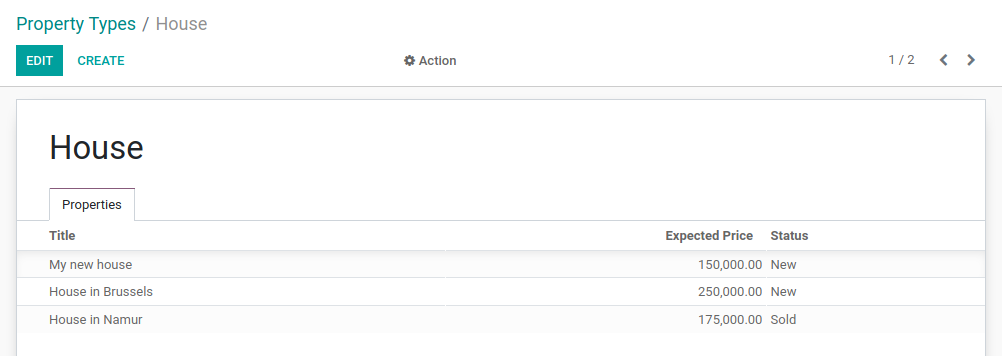 Property Types / House
EDIT CREATE Action 1 / 2
House
Properties
Title Expected Price Status
My new house 150,000.00 New
House in Brussels 250,000.00 New
House in Namur 175,000.00 Sold